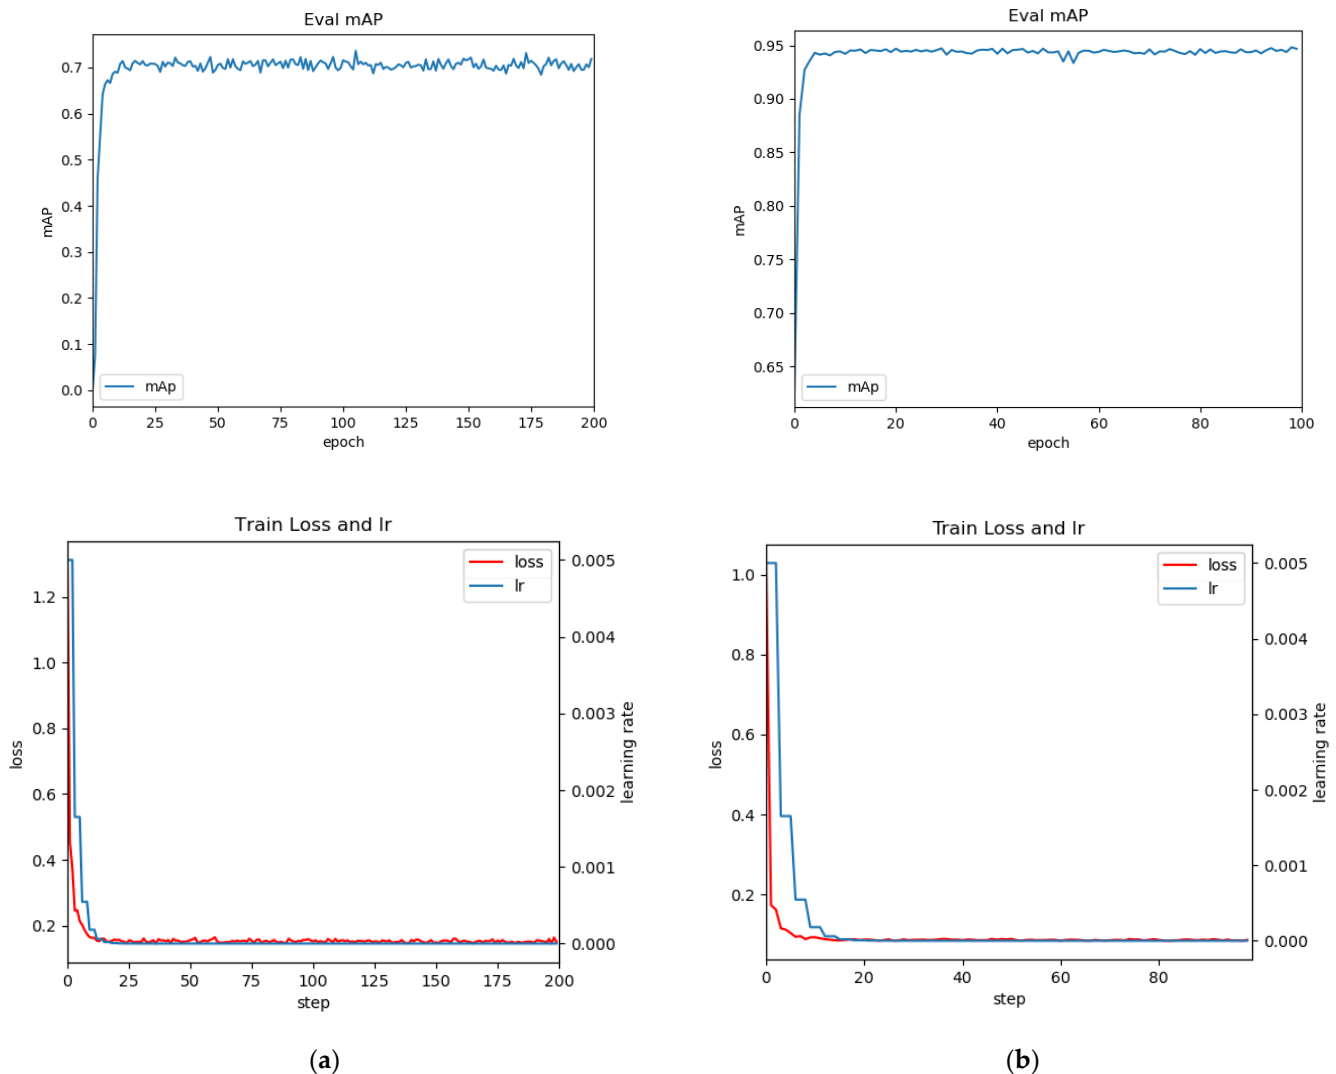 Eval mAP
0.7
0.6
0.5
0.4
0.3
0.2
0.1
0.0
mAP
mAp
0 25 50 75 100 125 150 175 200
epoch
Eval mAP
0.95
0.90
0.85
0.80
0.75
0.70
0.65
mAP
mAp
0 20 40 60 80 100
epoch
Train Loss and lr
1.2
1.0
0.8
0.6
0.4
0.2
loss
loss
lr
0.005
0.004
0.003
0.002
0.001
0.000
learning rate
0 25 50 75 100 125 150 175 200
step
(a)
Train Loss and lr
1.0
0.8
0.6
0.4
0.2
loss
loss
lr
0.005
0.004
0.003
0.002
0.001
0.000
learning rate
0 20 40 60 80
step
(b)